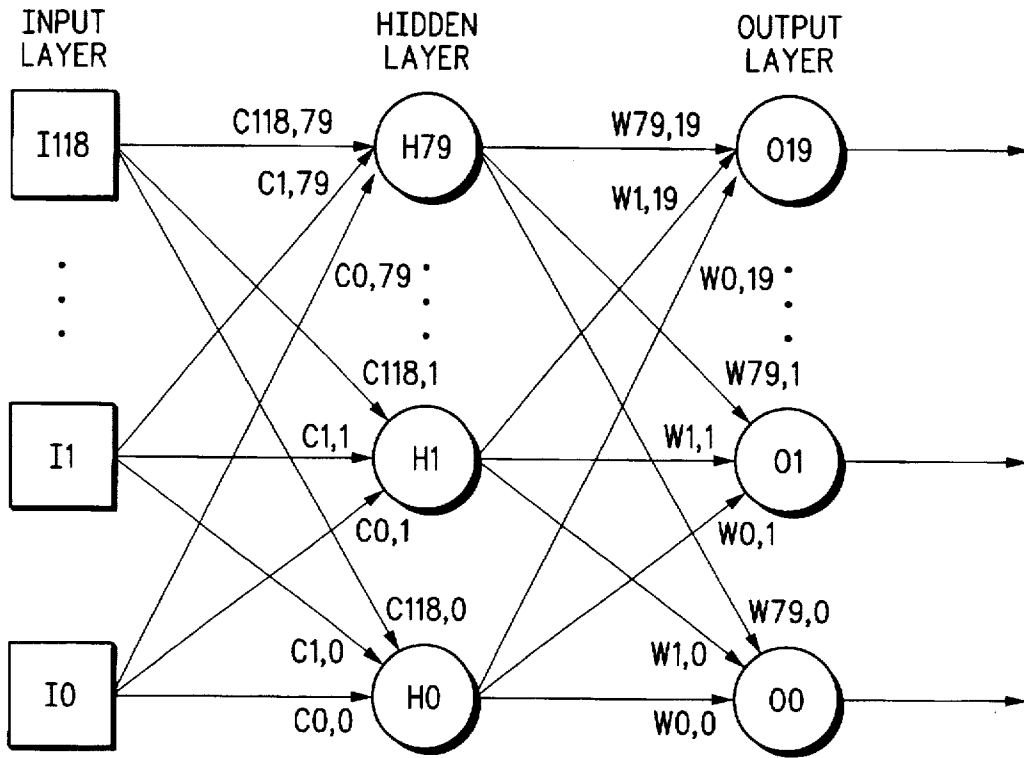 INPUT
LAYER
HIDDEN
LAYER
OUTPUT
LAYER
I118
C118,79
H79
W79,19
O19
C1,79
W1,19
C0,79
W0,19
C118,1
W79,1
I1
C1,1
H1
W1,1
O1
C0,1
W0,1
C118,0
W79,0
C1,0
W1,0
I0
C0,0
H0
W0,0
O0